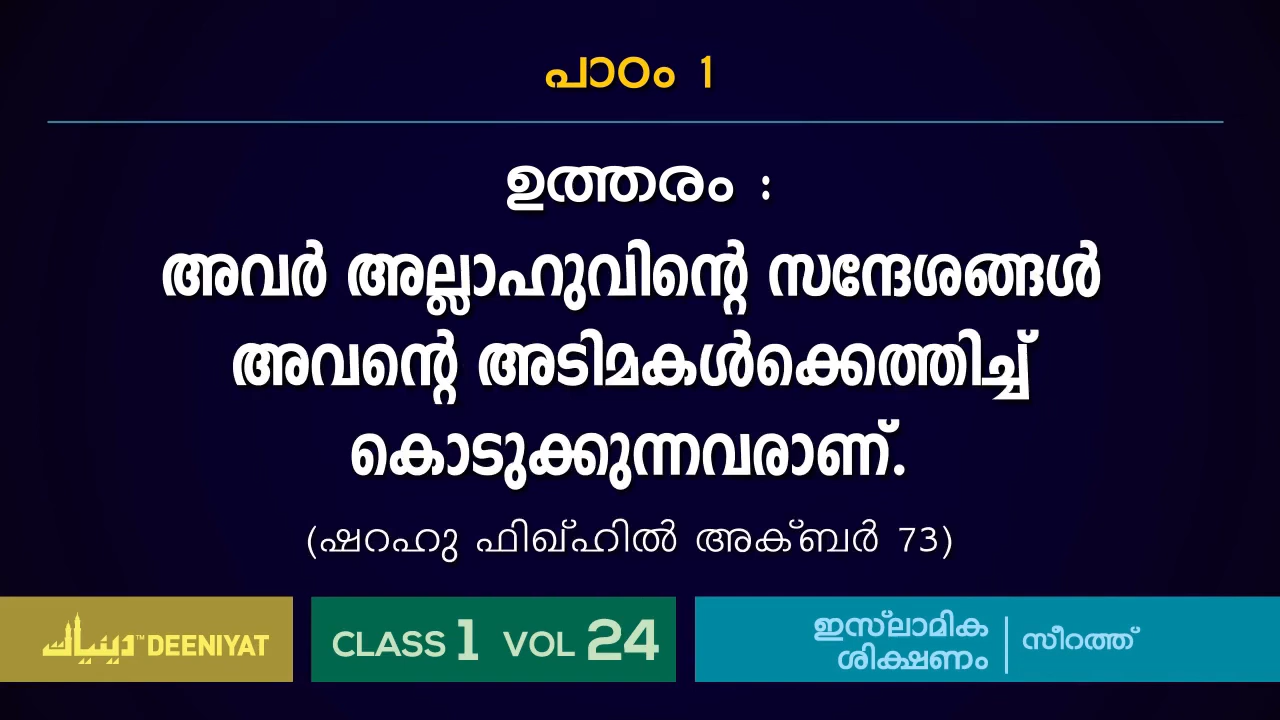 പാഠം 1
ഉത്തരം :
അവർ അല്ലാഹുവിന്റെ സന്ദേശങ്ങൾ
അവന്റെ അടിമകൾക്കെത്തിച്ച്
കൊടുക്കുന്നവരാണ്.
(ഷറഹു ഫിഖ്ഹിൽ അക്ബർ 73)
دينيات™ DEENIYAT
CLASS 1 VOL 24
ഇസ്‌ലാമിക
ശിക്ഷണം
സീറത്ത്